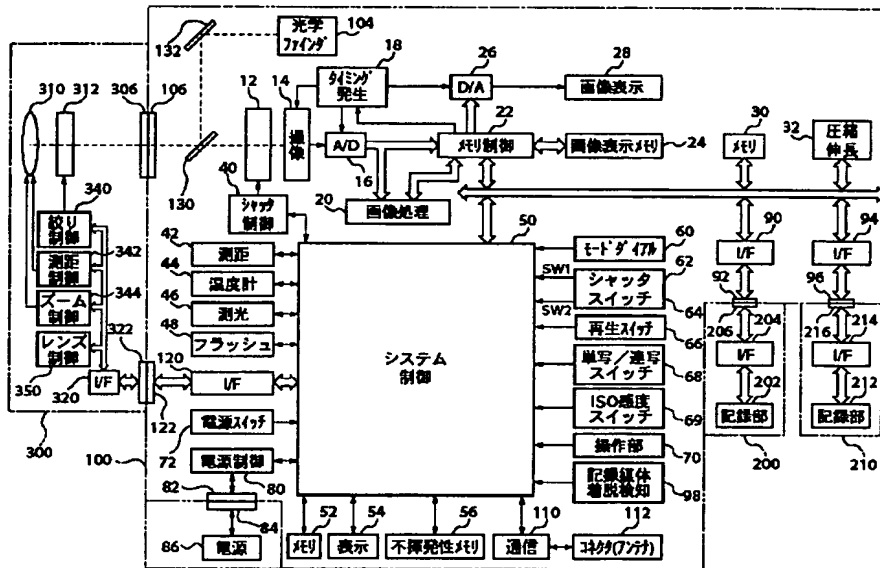 132
光学
ファインダ
104
18
26
28
310
312
306
106
12
14
タイミング
発生
D/A
画像表示
22
30
32
圧縮
伸長
撮像
A/D
メモリ制御
画像表示メモリ
24
メモリ
130
16
40
シャッタ
制御
20
画像処理
340
絞り
制御
342
測距
制御
344
ズーム
制御
レンズ
制御
350
322
I/F
320
300
100
122
42
測距
44
温度計
46
測光
48
フラッシュ
120
I/F
電源スイッチ
72
電源制御
80
82
84
86
電源
50
システム
制御
モードダイアル
60
SW1
シャッタ
スイッチ
62
64
SW2
再生スイッチ
66
単写/連写
スイッチ
68
ISO感度
スイッチ
69
操作部
70
記録媒体
着脱検知
98
90
I/F
94
I/F
92
96
206
204
216
214
I/F
I/F
202
212
記録部
記録部
200
210
52
54
56
110
112
メモリ
表示
不揮発性メモリ
通信
コネクタ(アンテナ)